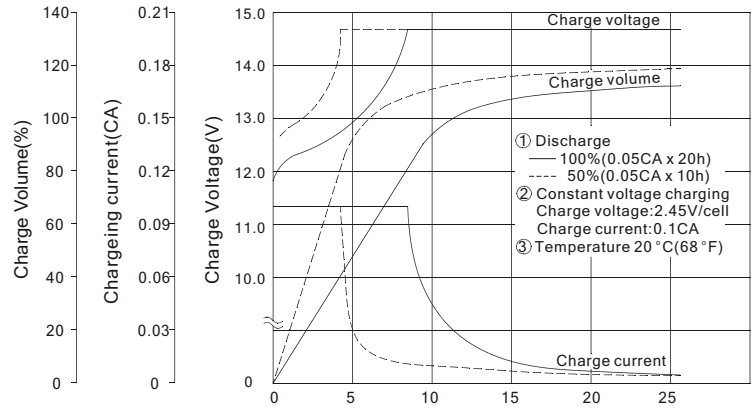 140
120
100
80
60
40
20
0
Charge Volume(%)
0.21
0.18
0.15
0.12
0.09
0.06
0.03
0
Chargeing current(CA)
15.0
14.0
13.0
12.0
11.0
10.0
0
Charge Voltage(V)
Charge voltage
Charge volume
① Discharge
100%(0.05CA x 20h)
50%(0.05CA x 10h)
② Constant voltage charging
Charge voltage:2.45V/cell
Charge current:0.1CA
③ Temperature 20 °C(68 °F)
Charge current
0 5 10 15 20 25